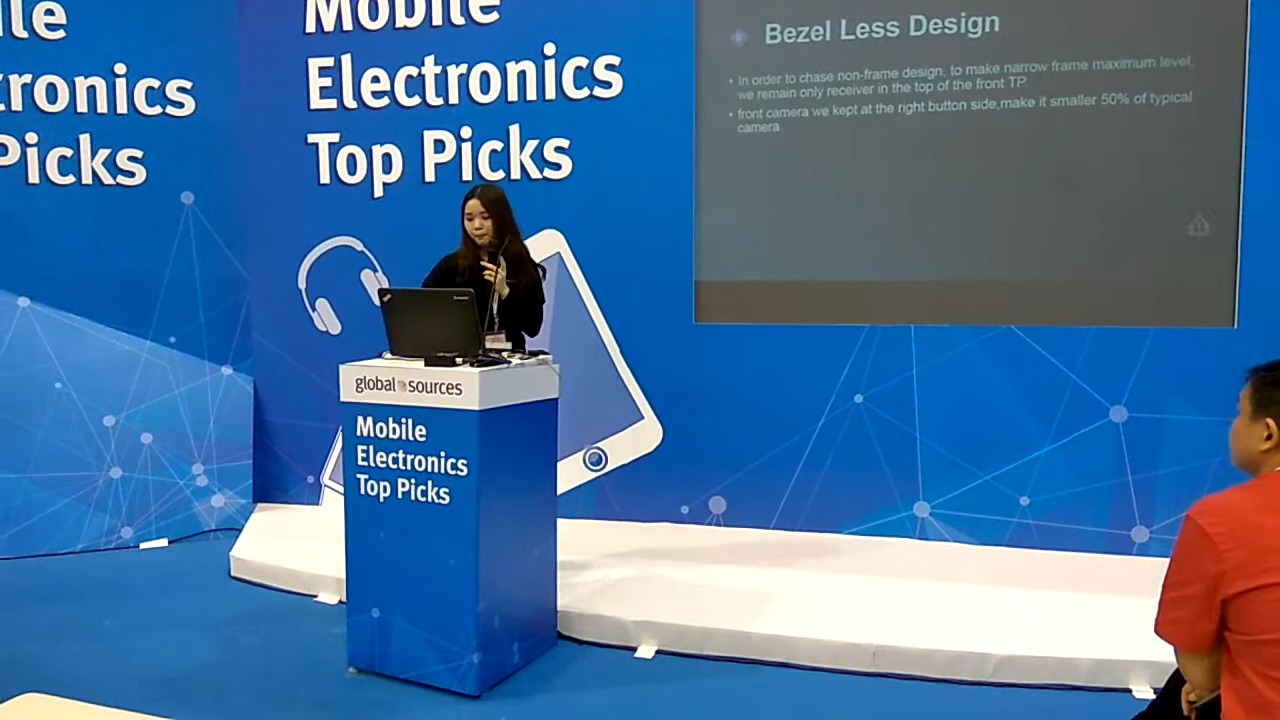 ile
ctronics
Picks
Mobile
Electronics
Top Picks
Bezel Less Design
• In order to chase non-frame design, to make narrow frame maximum level,
we remain only receiver in the top of the front TP.
• front camera we kept at the right button side,make it smaller 50% of typical
camera
global sources
Mobile
Electronics
Top Picks